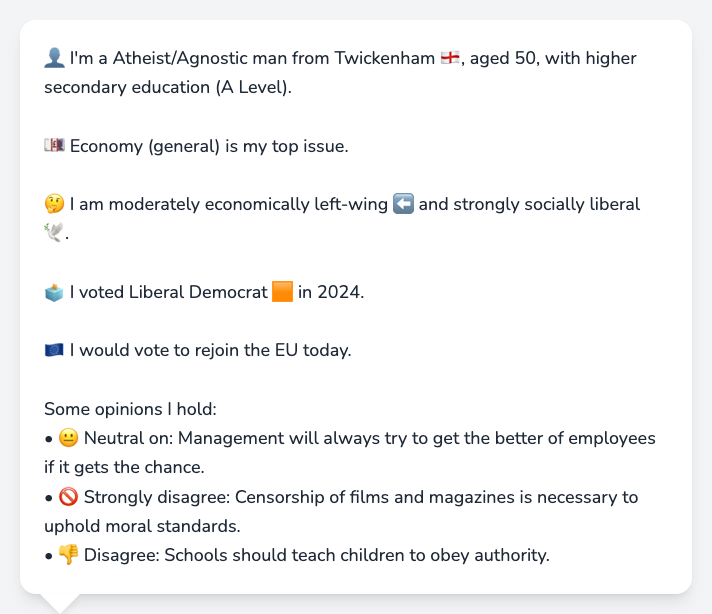 👤 I'm a Atheist/Agnostic man from Twickenham 🏴󠁧󠁢󠁥󠁮󠁧󠁿, aged 50, with higher
secondary education (A Level).
💷 Economy (general) is my top issue.
🤔 I am moderately economically left-wing ⬅️ and strongly socially liberal
🕊️.
🗳️ I voted Liberal Democrat 🟧 in 2024.
🇪🇺 I would vote to rejoin the EU today.
Some opinions I hold:
• 😐 Neutral on: Management will always try to get the better of employees
if it gets the chance.
• 🚫 Strongly disagree: Censorship of films and magazines is necessary to
uphold moral standards.
• 👎 Disagree: Schools should teach children to obey authority.